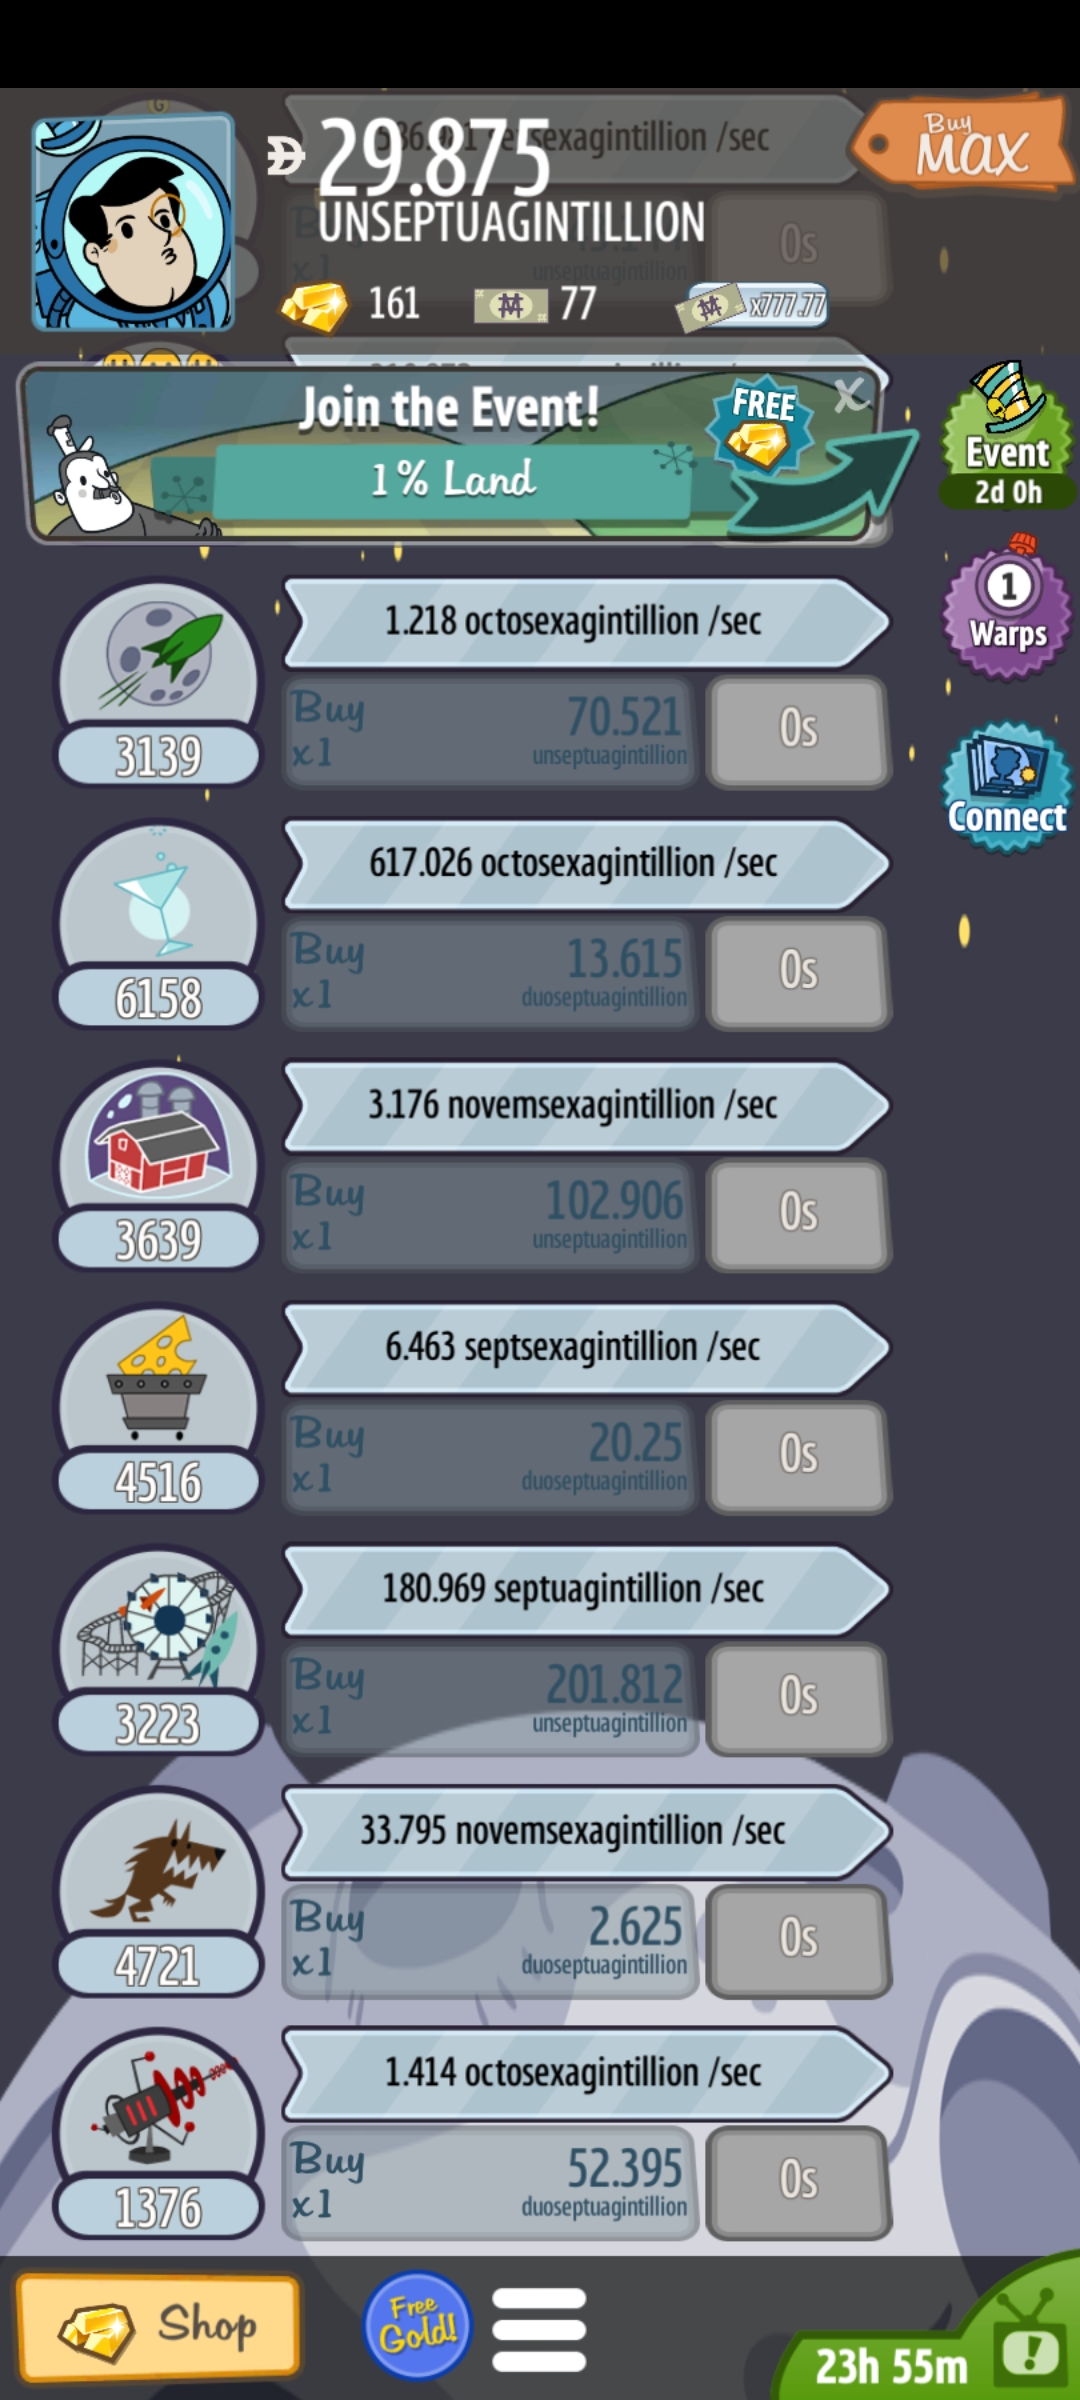 /sec
29.875
UNSEPTUAGINTILLION
Buy
MAX
0s
unseptuagintillion
161
77
x777.77
Join the Event!
1% Land
FREE
X
Event
2d 0h
1
Warps
Connect
1.218 octosexagintillion /sec
Buy
x1
70.521
unseptuagintillion
0s
3139
617.026 octosexagintillion /sec
Buy
x1
13.615
duoseptuagintillion
0s
6158
3.176 novemsexagintillion /sec
Buy
x1
102.906
unseptuagintillion
0s
3639
6.463 septsexagintillion /sec
Buy
x1
20.25
duoseptuagintillion
0s
4516
180.969 septuagintillion /sec
Buy
x1
201.812
unseptuagintillion
0s
3223
33.795 novemsexagintillion /sec
Buy
x1
2.625
duoseptuagintillion
0s
4721
1.414 octosexagintillion /sec
Buy
x1
52.395
duoseptuagintillion
0s
1376
Shop
Free
Gold!
23h 55m
!